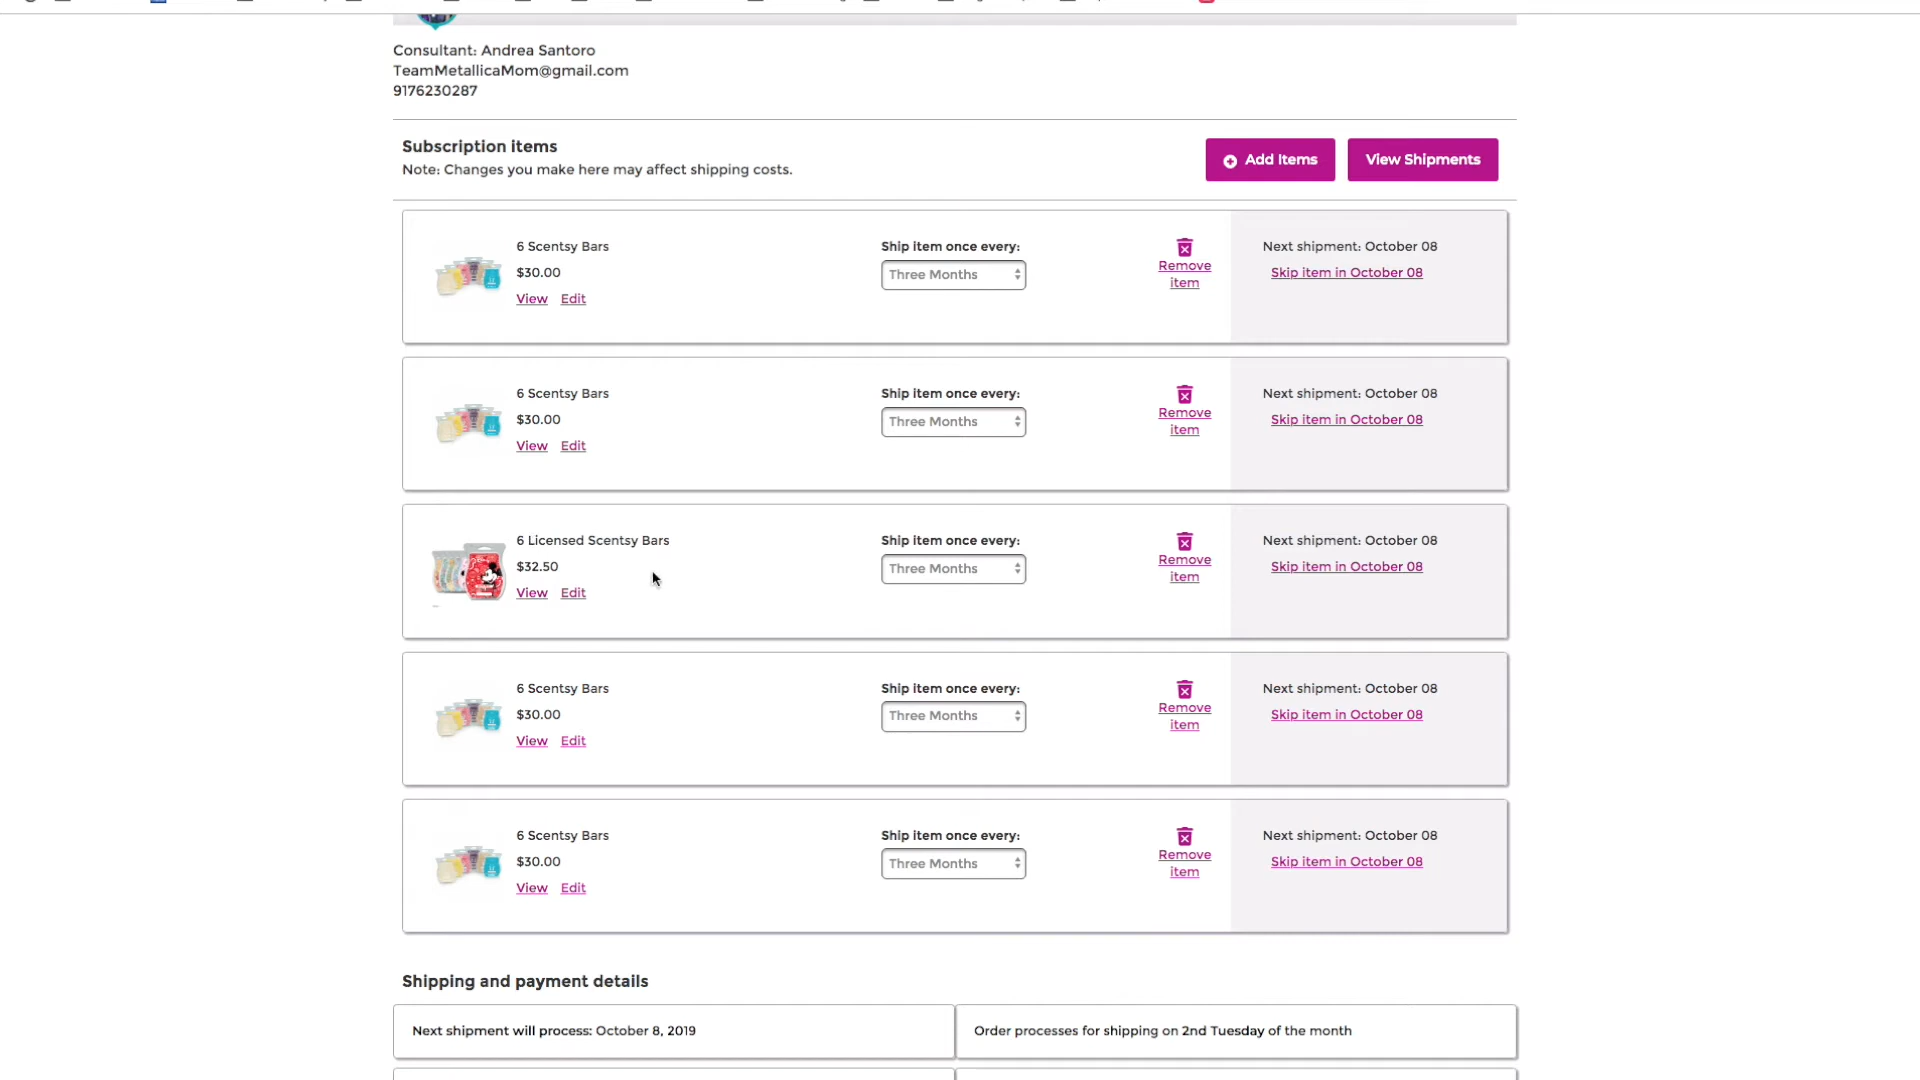 Consultant: Andrea Santoro
TeamMetallicaMom@gmail.com
9176230287
Subscription items
Note: Changes you make here may affect shipping costs.
Add Items
View Shipments
6 Scentsy Bars
$30.00
View Edit
Ship item once every:
Three Months
Remove
item
Next shipment: October 08
Skip item in October 08
6 Scentsy Bars
$30.00
View Edit
Ship item once every:
Three Months
Remove
item
Next shipment: October 08
Skip item in October 08
6 Licensed Scentsy Bars
$32.50
View Edit
Ship item once every:
Three Months
Remove
item
Next shipment: October 08
Skip item in October 08
6 Scentsy Bars
$30.00
View Edit
Ship item once every:
Three Months
Remove
item
Next shipment: October 08
Skip item in October 08
6 Scentsy Bars
$30.00
View Edit
Ship item once every:
Three Months
Remove
item
Next shipment: October 08
Skip item in October 08
Shipping and payment details
Next shipment will process: October 8, 2019
Order processes for shipping on 2nd Tuesday of the month